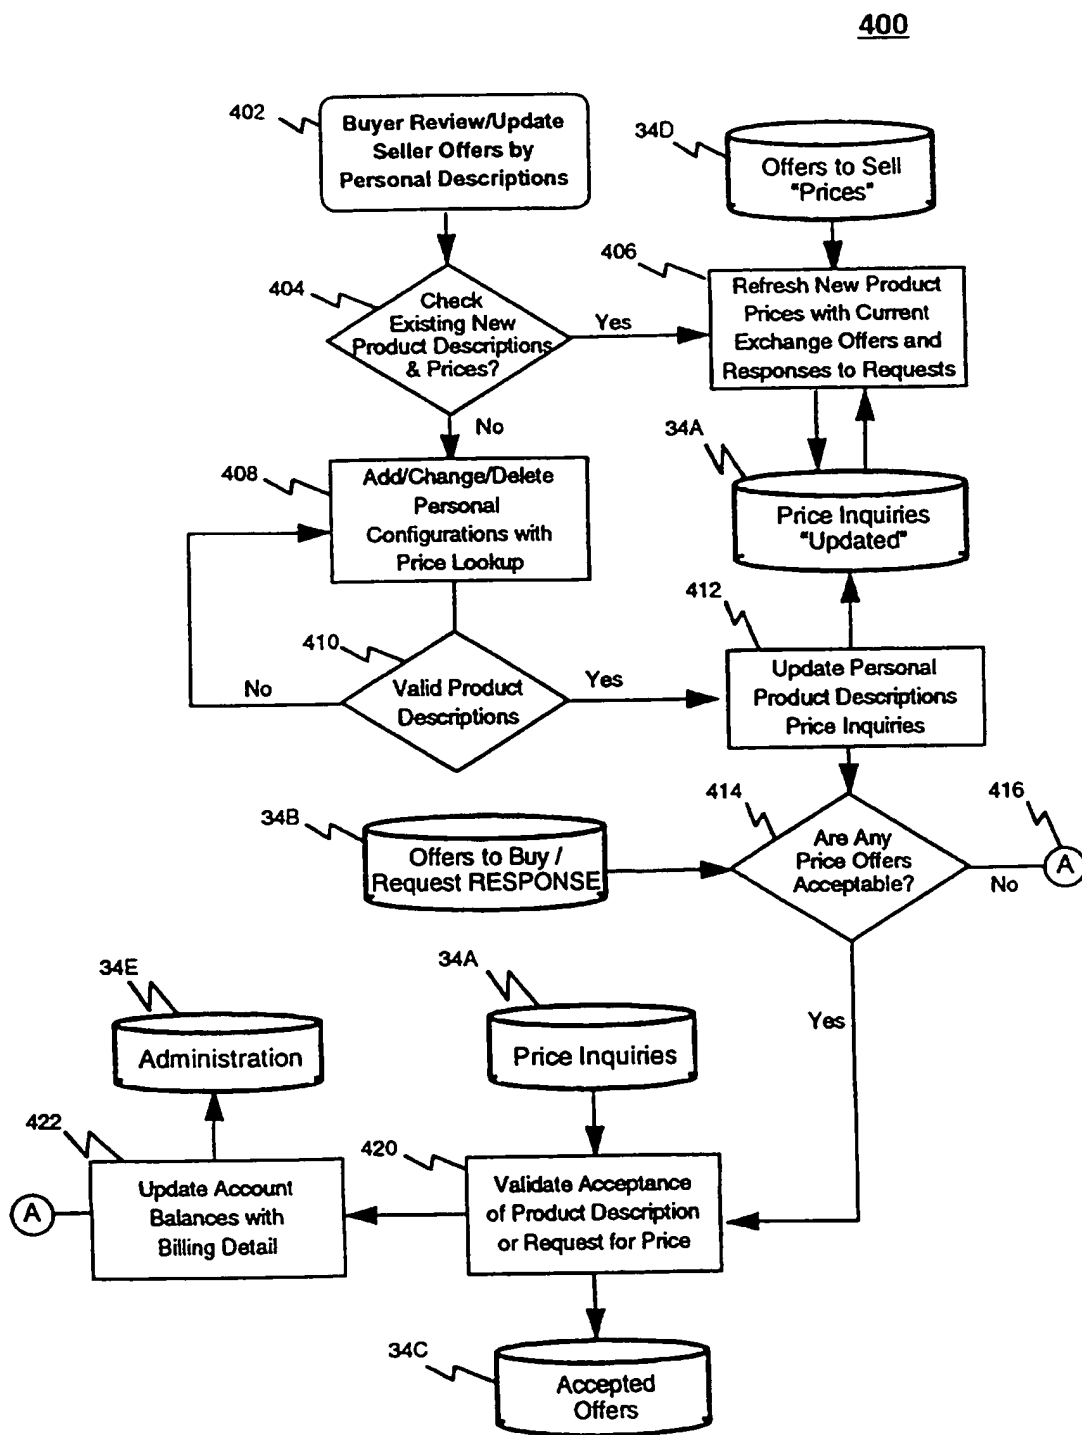 400
402
Buyer Review/Update
Seller Offers by
Personal Descriptions
34D
Offers to Sell
"Prices"
404
Check
Existing New
Product Descriptions
& Prices?
Yes
406
Refresh New Product
Prices with Current
Exchange Offers and
Responses to Requests
No
408
Add/Change/Delete
Personal
Configurations with
Price Lookup
34A
Price Inquiries
"Updated"
410
Valid Product
Descriptions
No
Yes
412
Update Personal
Product Descriptions
Price Inquiries
34B
Offers to Buy /
Request RESPONSE
414
Are Any
Price Offers
Acceptable?
No
416
A
Yes
34E
Administration
34A
Price Inquiries
422
Update Account
Balances with
Billing Detail
A
420
Validate Acceptance
of Product Description
or Request for Price
34C
Accepted
Offers